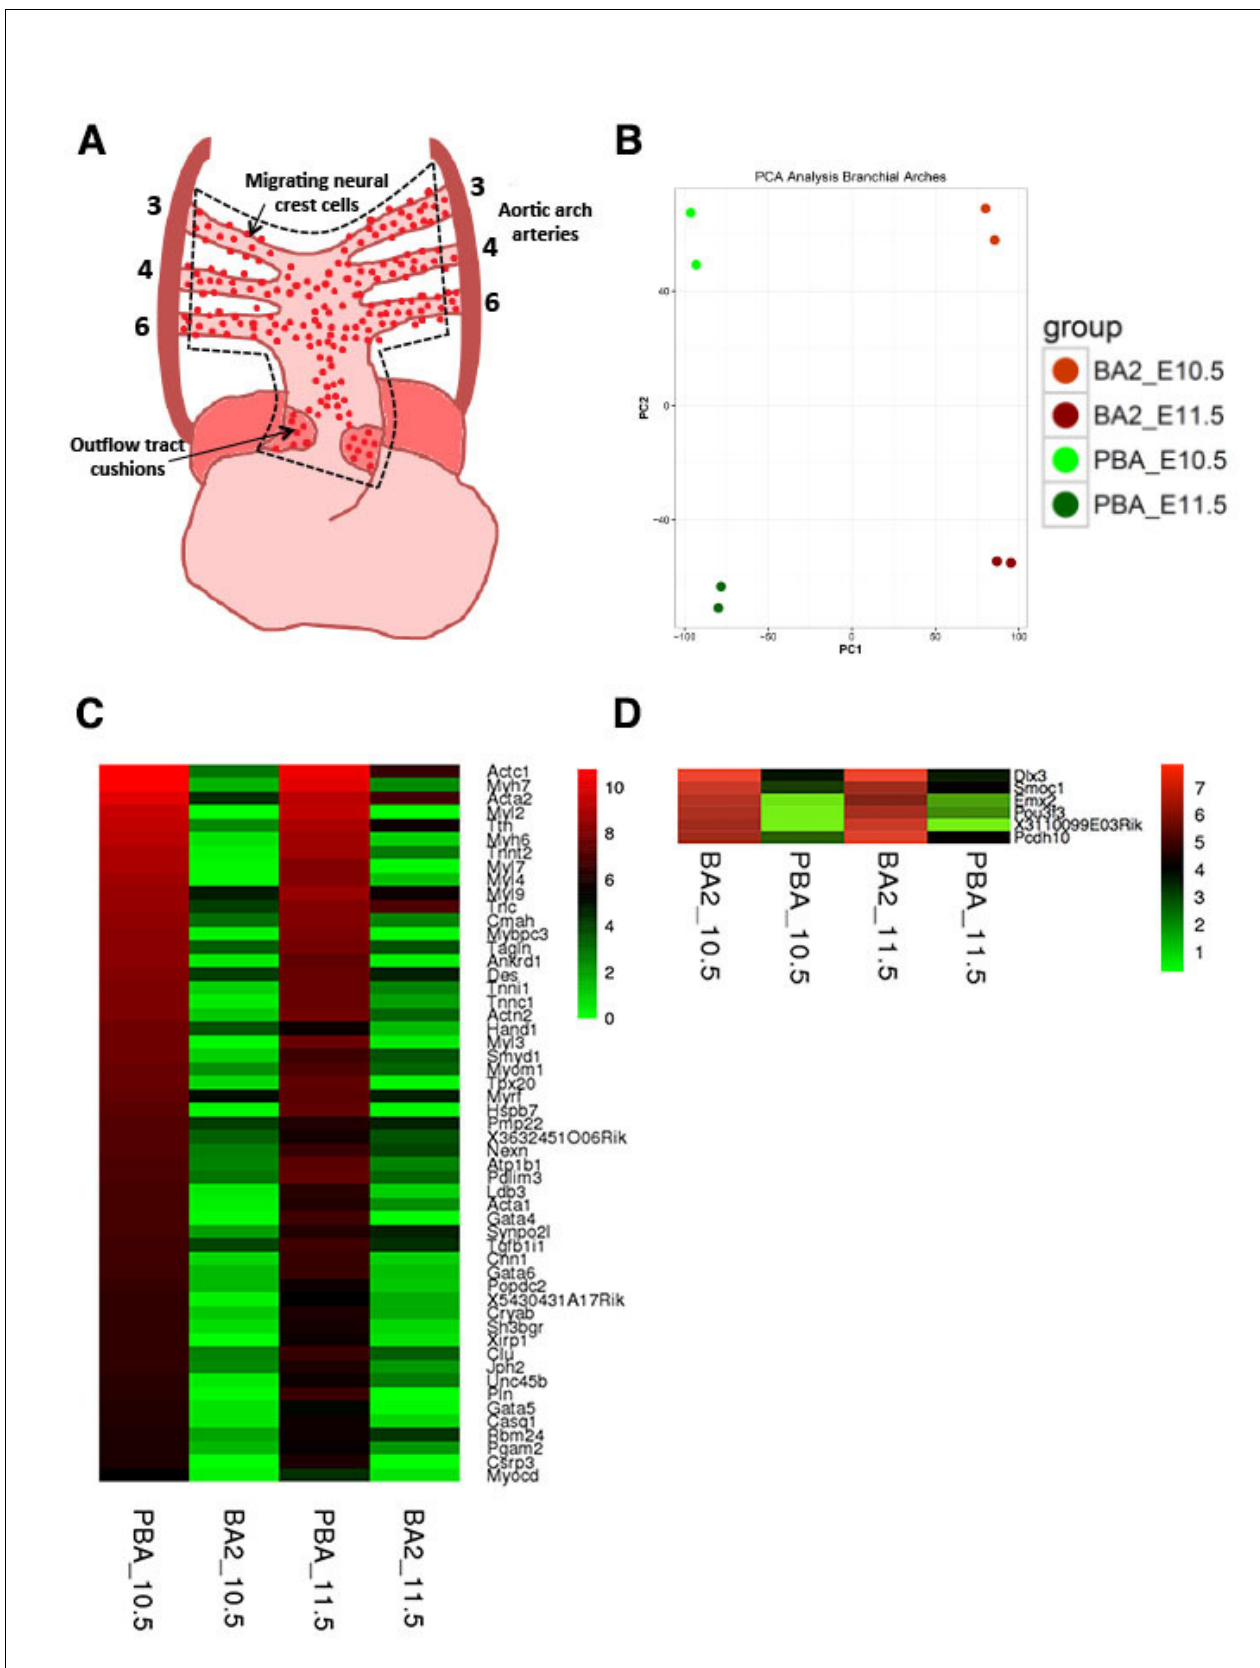 A
Migrating neural
crest cells
3
3
Aortic arch
arteries
4
4
6
6
Outflow tract
cushions
B
PCA Analysis Branchial Arches
40
0
−40
PC2
−100
−50
0
50
100
PC1
group
BA2_E10.5
BA2_E11.5
PBA_E10.5
PBA_E11.5
C
Actc1
Myh7
Acta2
Myl2
Tth
Myh6
Tnnt2
Myl7
Myl4
Myl9
Tnc
Cmah
Mybpc3
Tagln
Ankrd1
Des
Tnni1
Tnnc1
Actn2
Hand1
Myl3
Smyd1
Myom1
Tbx20
Myrf
Hspb7
Pmp22
X3632451O06Rik
Nexn
Atp1b1
Pdlim3
Ldb3
Acta1
Gata4
Synpo2l
Tgfb1i1
Cnn1
Gata6
Popdc2
X5430431A17Rik
Cryab
Sh3bgr
Xirp1
Clu
Jph2
Unc45b
Pln
Gata5
Casq1
Rbm24
Pgam2
Csrp3
Myocd
10
8
6
4
2
0
PBA_10.5
BA2_10.5
PBA_11.5
BA2_11.5
D
Dlx3
Smoc1
Emx2
Pou3f3
X3110099E03Rik
Pcdh10
7
6
5
4
3
2
1
BA2_10.5
PBA_10.5
BA2_11.5
PBA_11.5